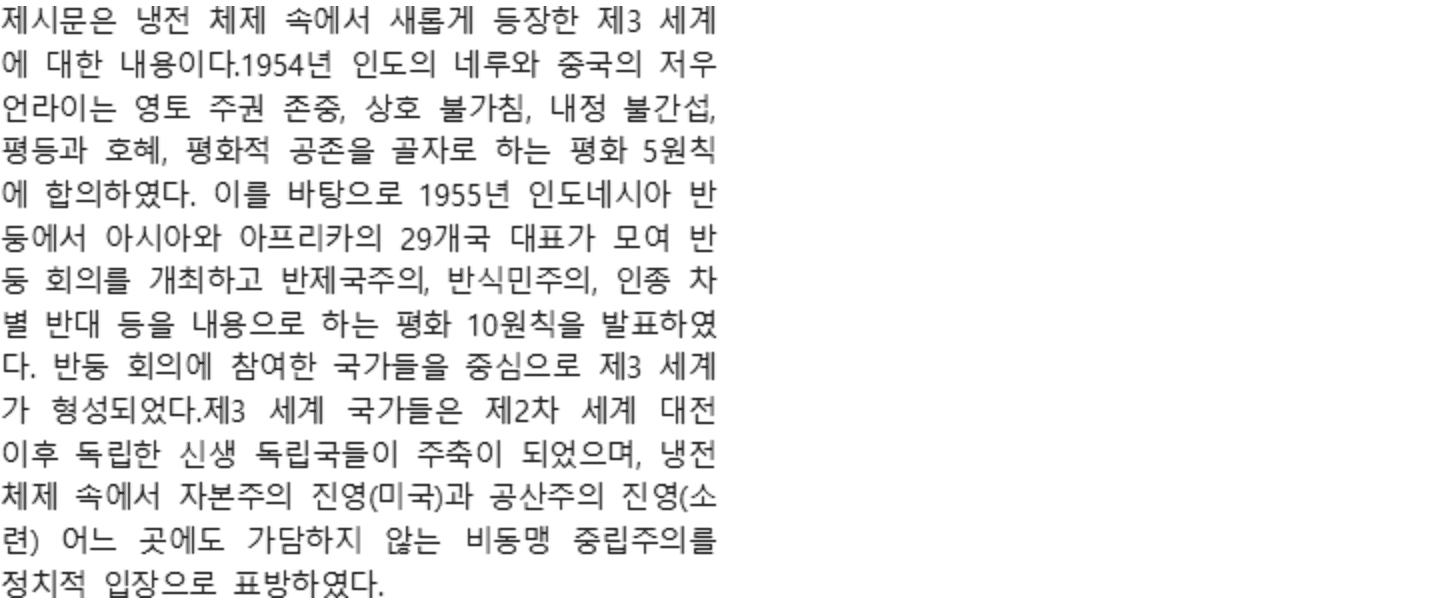 제시문은 냉전 체제 속에서 새롭게 등장한 제3 세계
에 대한 내용이다.1954년 인도의 네루와 중국의 저우
언라이는 영토 주권 존중, 상호 불가침, 내정 불간섭,
평등과 호혜, 평화적 공존을 골자로 하는 평화 5원칙
에 합의하였다. 이를 바탕으로 1955년 인도네시아 반
둥에서 아시아와 아프리카의 29개국 대표가 모여 반
둥 회의를 개최하고 반제국주의, 반식민주의, 인종 차
별 반대 등을 내용으로 하는 평화 10원칙을 발표하였
다. 반둥 회의에 참여한 국가들을 중심으로 제3 세계
가 형성되었다.제3 세계 국가들은 제2차 세계 대전
이후 독립한 신생 독립국들이 주축이 되었으며, 냉전
체제 속에서 자본주의 진영(미국)과 공산주의 진영(소
련) 어느 곳에도 가담하지 않는 비동맹 중립주의를
정치적 입장으로 표방하였다.